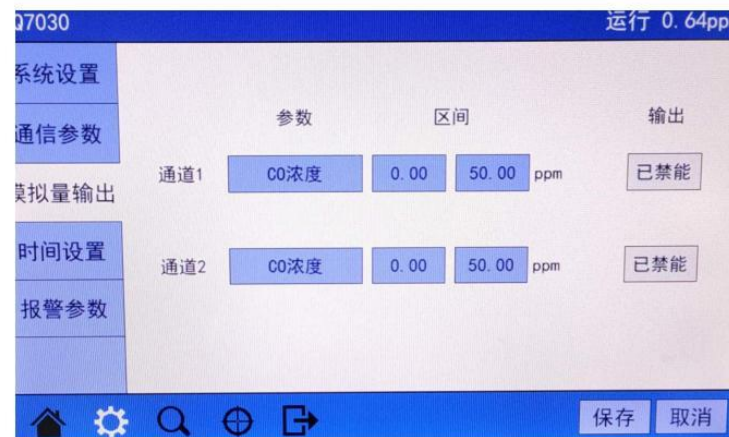 Q7030 运行 0.64pp
系统设置
通信参数
模拟量输出
时间设置
报警参数
参数 区间 输出
通道1 CO浓度 0.00 50.00 ppm 已禁能
通道2 CO浓度 0.00 50.00 ppm 已禁能
保存 取消